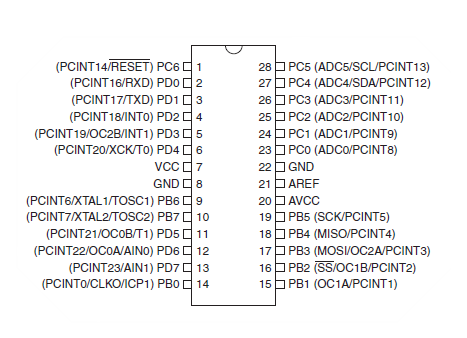 (PCINT14/RESET) PC6 1 28 PC5 (ADC5/SCL/PCINT13)
(PCINT16/RXD) PD0 2 27 PC4 (ADC4/SDA/PCINT12)
(PCINT17/TXD) PD1 3 26 PC3 (ADC3/PCINT11)
(PCINT18/INT0) PD2 4 25 PC2 (ADC2/PCINT10)
(PCINT19/OC2B/INT1) PD3 5 24 PC1 (ADC1/PCINT9)
(PCINT20/XCK/T0) PD4 6 23 PC0 (ADC0/PCINT8)
VCC 7 22 GND
GND 8 21 AREF
(PCINT6/XTAL1/TOSC1) PB6 9 20 AVCC
(PCINT7/XTAL2/TOSC2) PB7 10 19 PB5 (SCK/PCINT5)
(PCINT21/OC0B/T1) PD5 11 18 PB4 (MISO/PCINT4)
(PCINT22/OC0A/AIN0) PD6 12 17 PB3 (MOSI/OC2A/PCINT3)
(PCINT23/AIN1) PD7 13 16 PB2 (SS/OC1B/PCINT2)
(PCINT0/CLKO/ICP1) PB0 14 15 PB1 (OC1A/PCINT1)